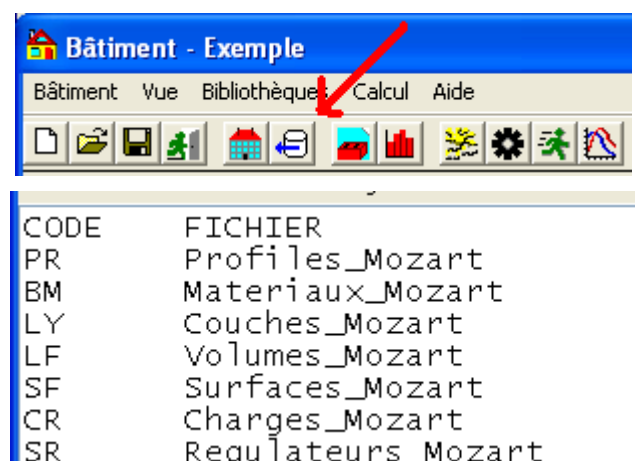 Bâtiment - Exemple
Bâtiment Vue Bibliothèques Calcul Aide
CODE FICHIER
PR Profiles_Mozart
BM Materiaux_Mozart
LY Couches_Mozart
LF Volumes_Mozart
SF Surfaces_Mozart
CR Charges_Mozart
SR Regulateurs_Mozart